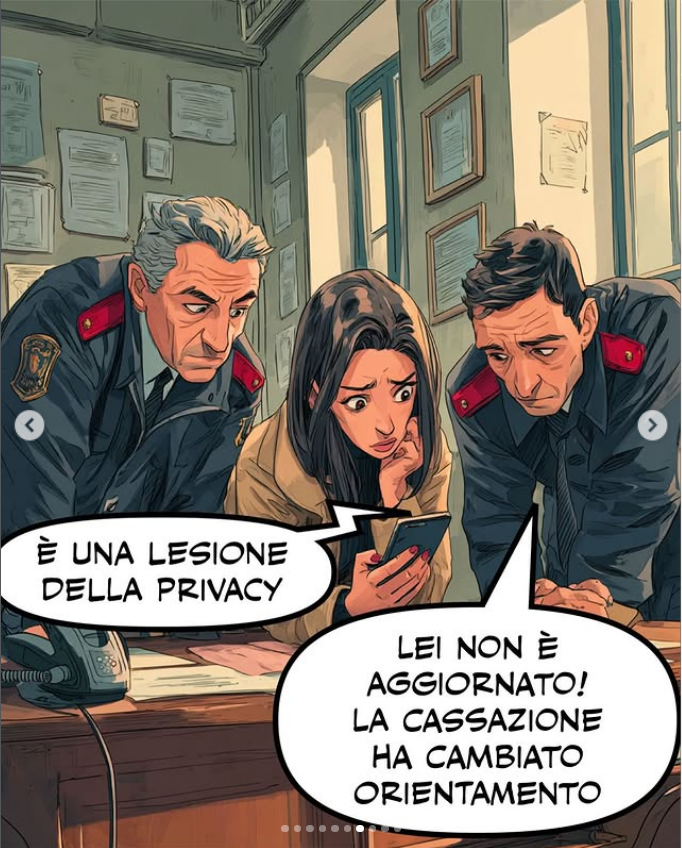 È UNA LESIONE
DELLA PRIVACY
LEI NON È
AGGIORNATO!
LA CASSAZIONE
HA CAMBIATO
ORIENTAMENTO